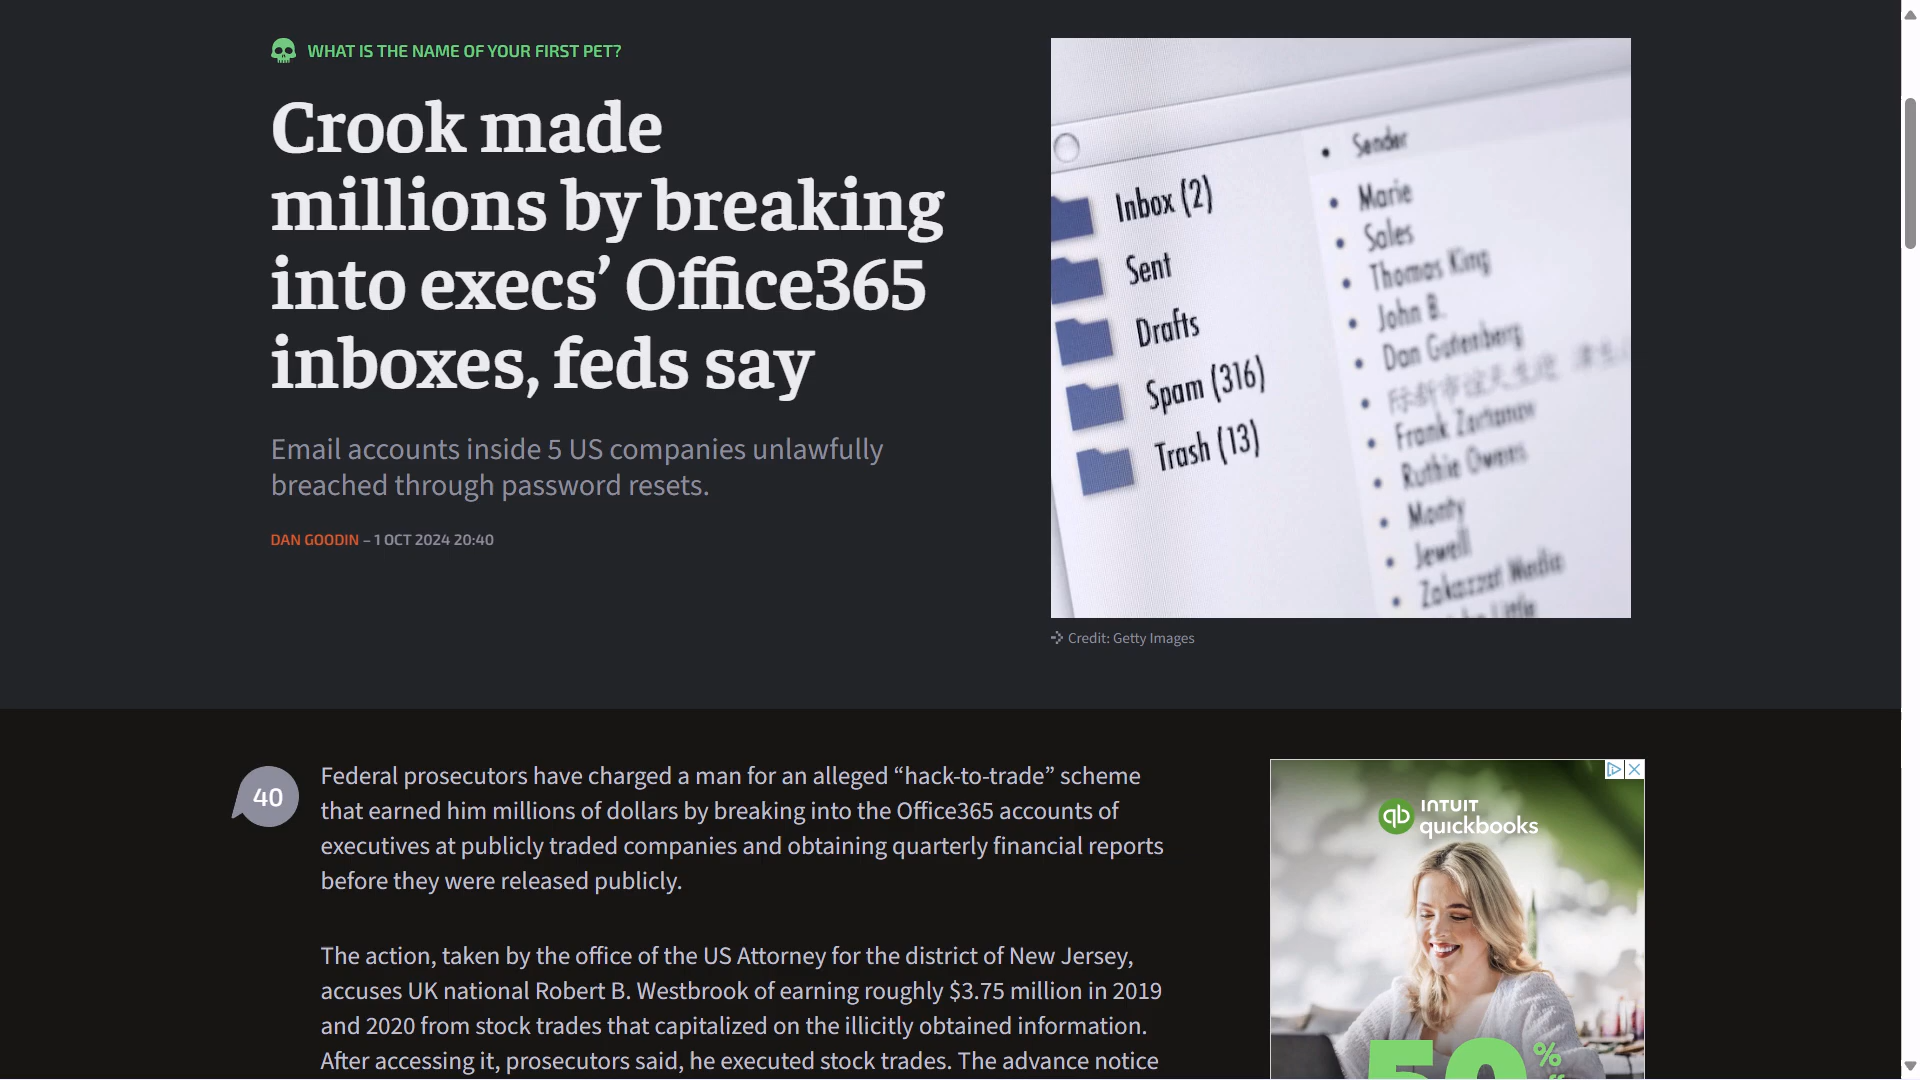 WHAT IS THE NAME OF YOUR FIRST PET?
Crook made
millions by breaking
into execs’ Office365
inboxes, feds say
Email accounts inside 5 US companies unlawfully
breached through password resets.
DAN GOODIN – 1 OCT 2024 20:40
Inbox (2)
Sent
Drafts
Spam (316)
Trash (13)
Sender
Marie
Sales
Thomas King
John B.
Dan Gutenberg
Frank Zartanav
Ruthie Owens
Monty
Jewell
Zakazzat Media
Little
Credit: Getty Images
40
Federal prosecutors have charged a man for an alleged “hack-to-trade” scheme
that earned him millions of dollars by breaking into the Office365 accounts of
executives at publicly traded companies and obtaining quarterly financial reports
before they were released publicly.
The action, taken by the office of the US Attorney for the district of New Jersey,
accuses UK national Robert B. Westbrook of earning roughly $3.75 million in 2019
and 2020 from stock trades that capitalized on the illicitly obtained information.
After accessing it, prosecutors said, he executed stock trades. The advance notice
qb INTUIT
quickbooks
50%